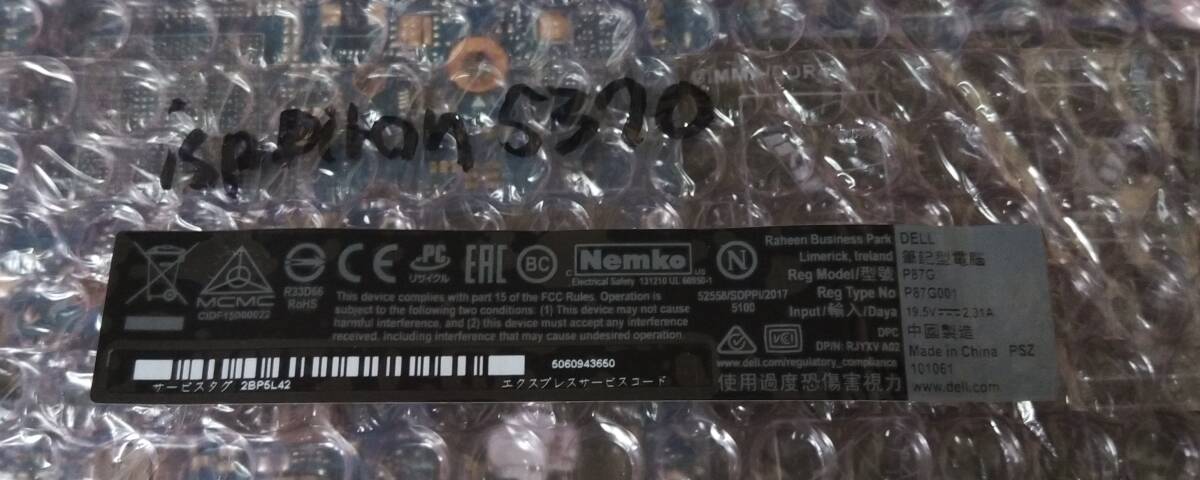 ispaLtan 5370
DIMM
MCMC
CIDF15000022
R33D66
RoHS
CE
PC
リサイクル
EAC
BC
C Nemko US
Electrical Safety 131210 UL 60950-1
N
This device complies with part 15 of the FCC Rules. Operation is
subject to the following two conditions: (1) This device may not cause
harmful interference, and (2) this device must accept any interference
received, including interference that may cause undesired operation.
52558/SDPPI/2017
5100
Raheen Business Park
Limerick, Ireland
Reg Model/型號
Reg Type No
Input/輸入/Daya
DPC
DPN: RJYXV A02
VCI
www.dell.com/regulatory_compliance
使用過度恐傷害視力
DELL
筆記型電腦
P87G
P87G001
19.5V 2.31A
中國製造
Made in China PSZ
101061
www.dell.com
5060943650
サービスタグ 2BP5L42
エクスプレスサービスコード